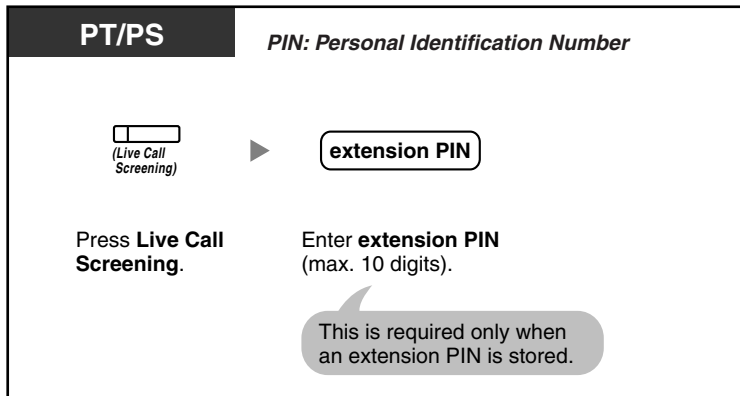 PT/PS
PIN: Personal Identification Number
(Live Call
Screening)
extension PIN
Press Live Call
Screening.
Enter extension PIN
(max. 10 digits).
This is required only when
an extension PIN is stored.